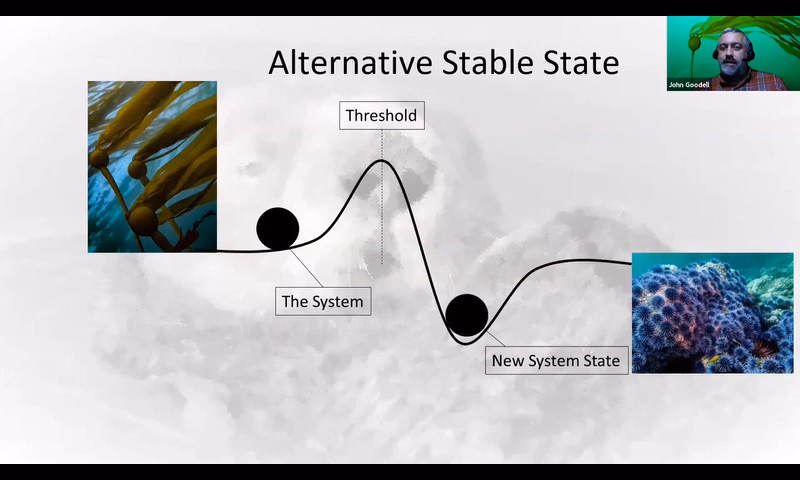 Alternative Stable State
John Goodell
Threshold
The System
New System State